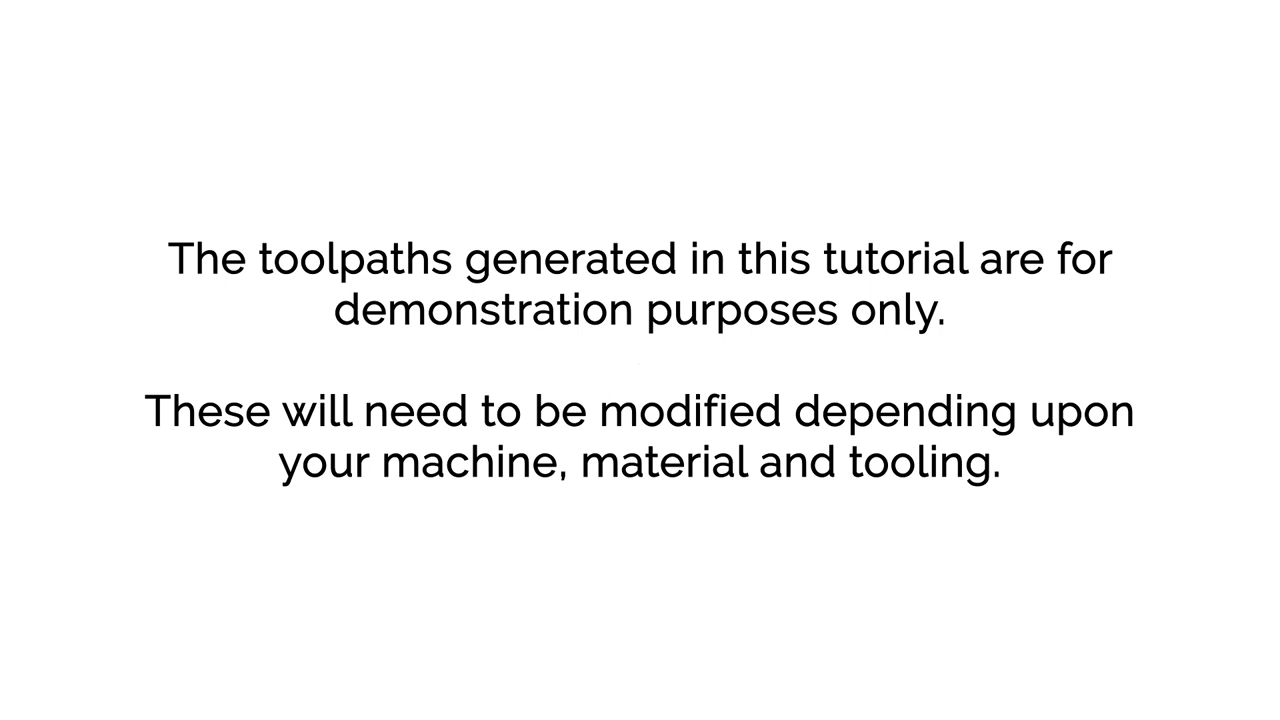 The toolpaths generated in this tutorial are for
demonstration purposes only.
These will need to be modified depending upon
your machine, material and tooling.